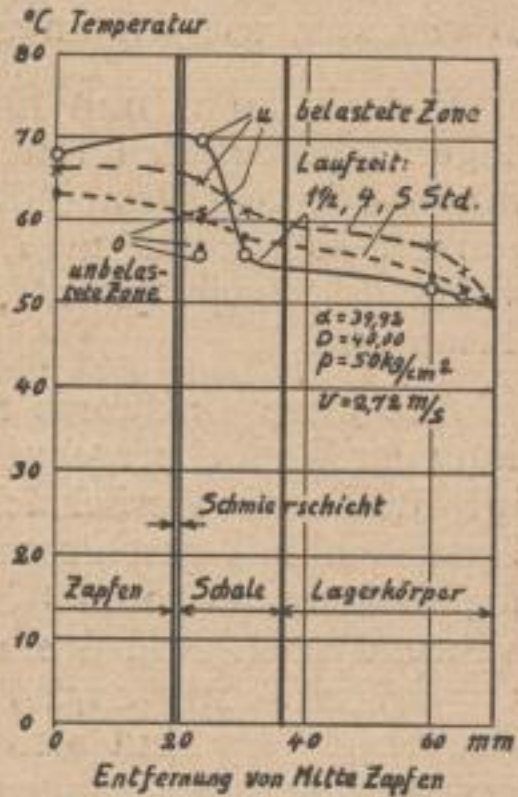 °C Temperatur
80
70
60
50
40
30
20
10
0
u belastete Zone
Laufzeit:
1½, 4, 5 Std.
o
unbelas-
tete Zone
d = 39,92
D = 40,00
p = 50 kg/cm²
v = 2,72 m/s
Schmierschicht
Zapfen Schale Lagerkörper
0 20 40 60 mm
Entfernung von Mitte Zapfen